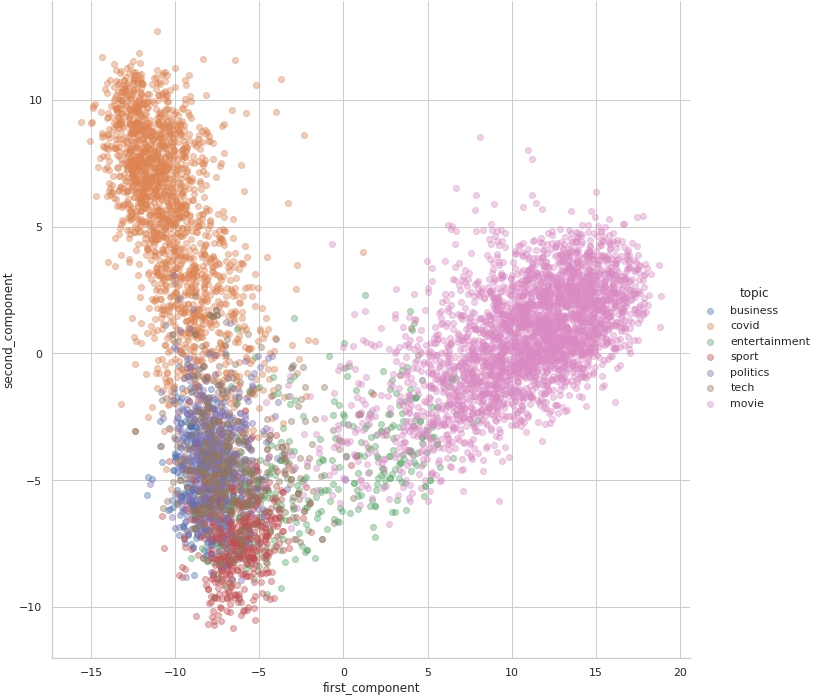 10
5
0
−5
−10
second_component
−15
−10
−5
0
5
10
15
20
first_component
topic
business
covid
entertainment
sport
politics
tech
movie